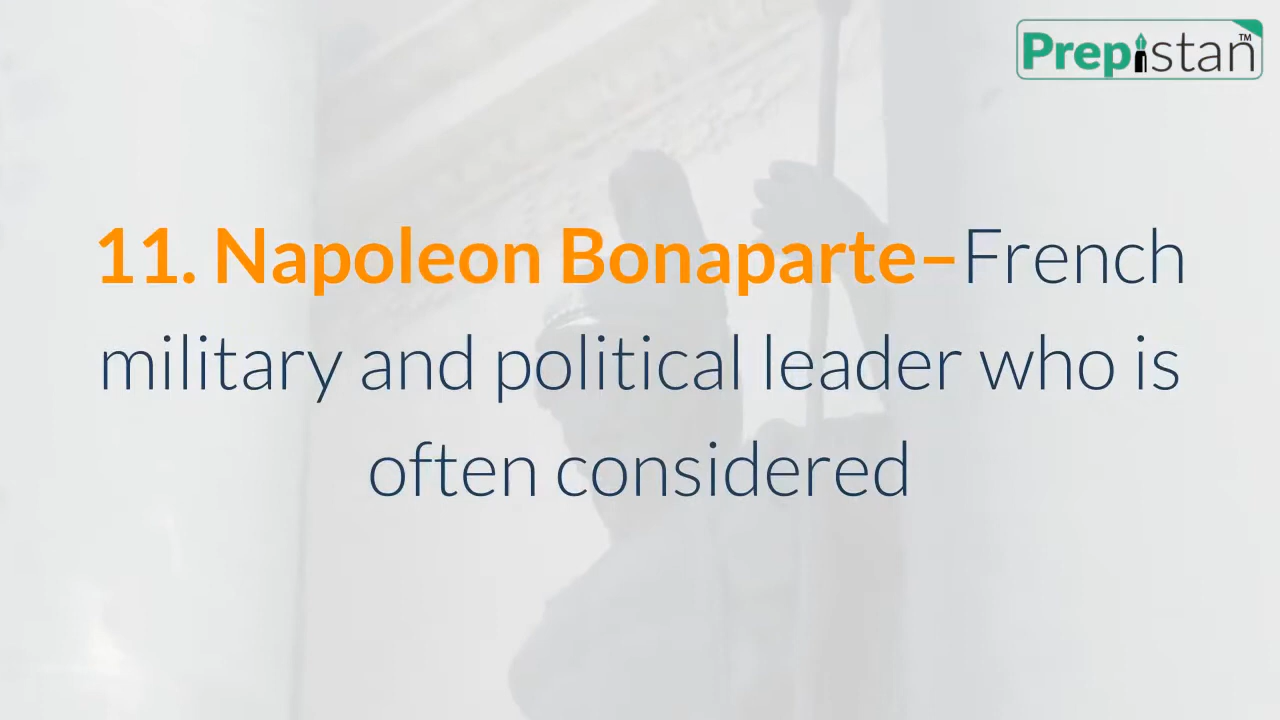 Prepistan™
11. Napoleon Bonaparte–French
military and political leader who is
often considered